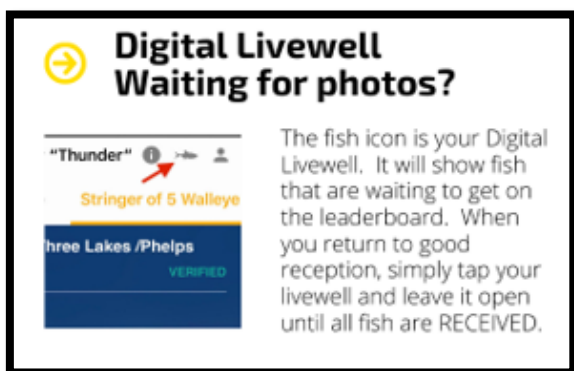 Digital Livewell
Waiting for photos?
"Thunder"
Stringer of 5 Walleye
hree Lakes /Phelps
VERIFIED
The fish icon is your Digital
Livewell. It will show fish
that are waiting to get on
the leaderboard. When
you return to good
reception, simply tap your
livewell and leave it open
until all fish are RECEIVED.